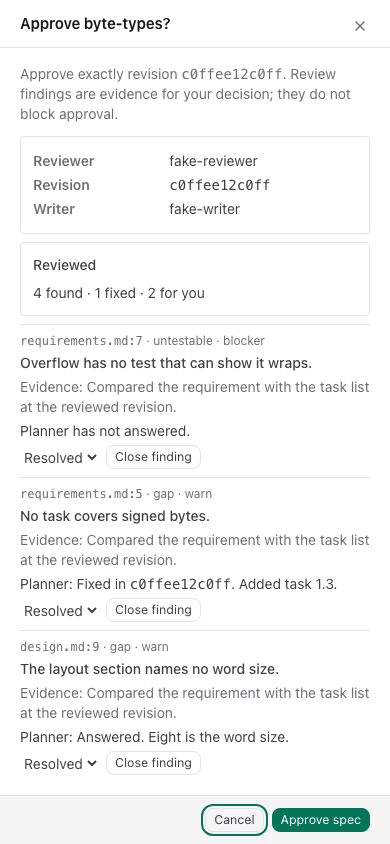 Approve byte-types?
Approve exactly revision c0ffee12c0ff. Review
findings are evidence for your decision; they do not
block approval.
Reviewer fake-reviewer
Revision c0ffee12c0ff
Writer fake-writer
Reviewed
4 found · 1 fixed · 2 for you
requirements.md:7 · untestable · blocker
Overflow has no test that can show it wraps.
Evidence: Compared the requirement with the task list
at the reviewed revision.
Planner has not answered.
Resolved Close finding
requirements.md:5 · gap · warn
No task covers signed bytes.
Evidence: Compared the requirement with the task list
at the reviewed revision.
Planner: Fixed in c0ffee12c0ff. Added task 1.3.
Resolved Close finding
design.md:9 · gap · warn
The layout section names no word size.
Evidence: Compared the requirement with the task list
at the reviewed revision.
Planner: Answered. Eight is the word size.
Resolved Close finding
Cancel Approve spec